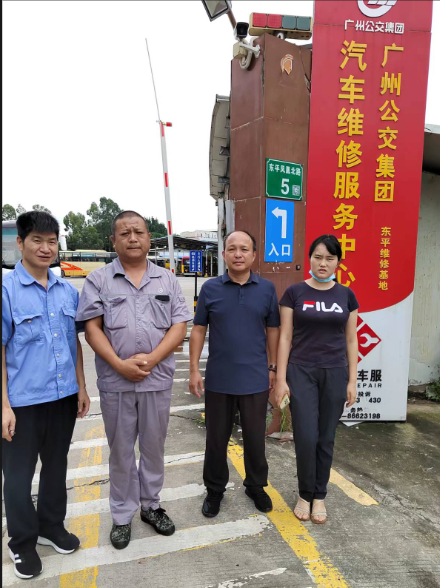 广州公交集团
广州公交集团
汽车维修服务中心
东平维修基地
东平凤凰北路
5
入口
FILA
车服
REPAIR
430
85623198